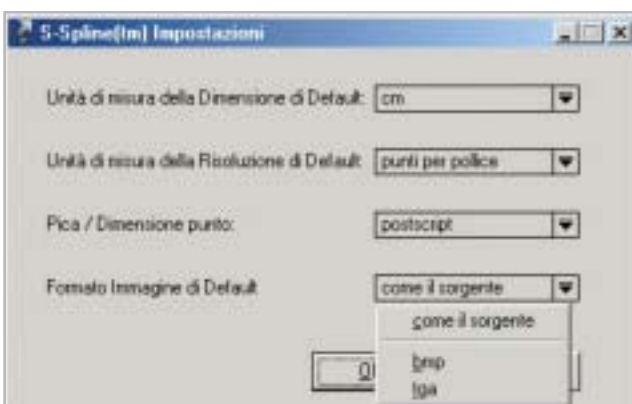 S-Spline(tm) Impostazioni
Unità di misura della Dimensione di Default: cm
Unità di misura della Risoluzione di Default punti per pollice
Pica / Dimensione punto: postscript
Formato Immagine di Default come il sorgente
come il sorgente
bmp
tga